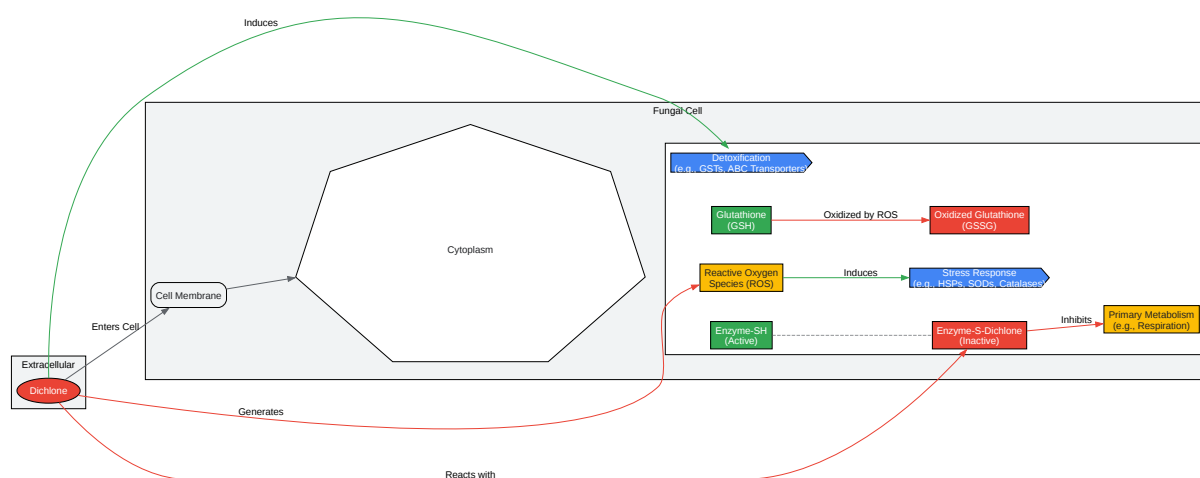 Induces
Fungal Cell
Detoxification
(e.g., GSTs, ABC Transporters)
Glutathione
(GSH)
Oxidized by ROS
Oxidized Glutathione
(GSSG)
Cytoplasm
Reactive Oxygen
Species (ROS)
Induces
Stress Response
(e.g., HSPs, SODs, Catalases)
Cell Membrane
Enters Cell
Enzyme-SH
(Active)
Enzyme-S-Dichlone
(Inactive)
Inhibits
Primary Metabolism
(e.g., Respiration)
Extracellular
Dichlone
Generates
Reacts with